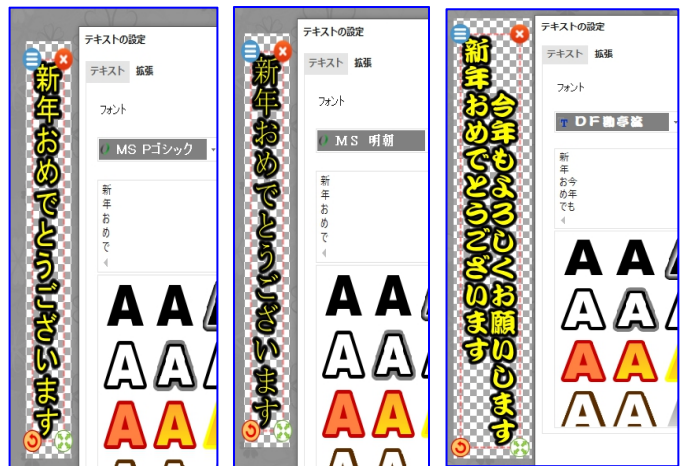 新年おめでとうございます
テキストの設定
テキスト 拡張
フォント
MS Pゴシック
新
年
お
め
で
A A
A A
A A
新年おめでとうございます
テキストの設定
テキスト 拡張
フォント
MS 明朝
新
年
お
め
で
A A
A A
A A
新年おめでとうございます
今年もよろしくお願いします
テキストの設定
テキスト 拡張
フォント
DF勘亭流
新
年
お今
め年
でも
A A
A A
A A
A A